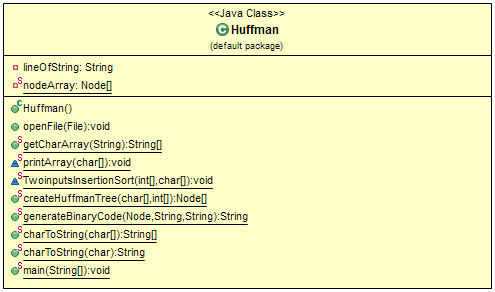 <<Java Class>>
C Huffman
(default package)
lineOfString: String
S nodeArray: Node[]
C Huffman()
openFile(File):void
S getCharArray(String):String[]
S printArray(char[]):void
S TwoinputsInsertionSort(int[],char[]):void
S createHuffmanTree(char[],int[]):Node[]
S generateBinaryCode(Node,String,String):String
S charToString(char[]):String[]
S charToString(char):String
S main(String[]):void